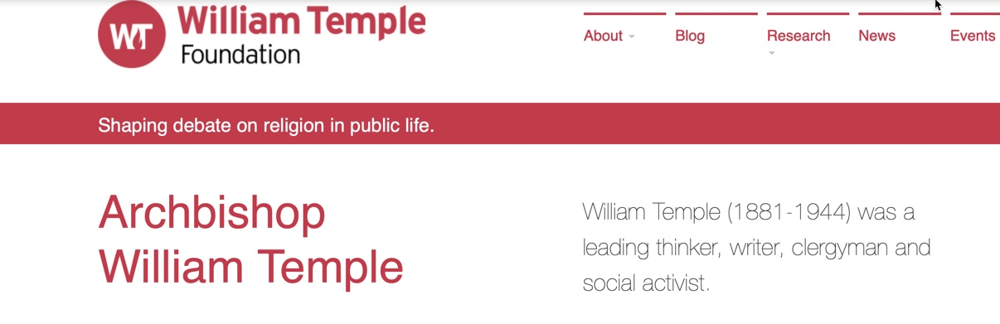 WT
William Temple
Foundation
About
Blog
Research
News
Events
Shaping debate on religion in public life.
Archbishop
William Temple
William Temple (1881-1944) was a
leading thinker, writer, clergyman and
social activist.